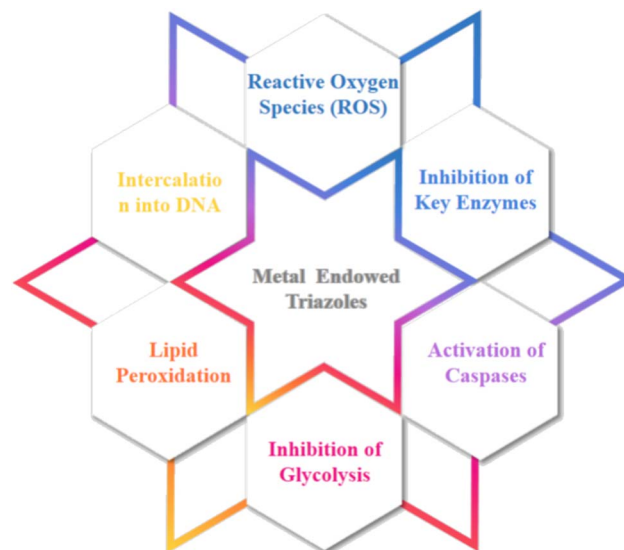 Reactive Oxygen
Species (ROS)
Intercalatio
n into DNA
Inhibition of
Key Enzymes
Metal Endowed
Triazoles
Lipid
Peroxidation
Activation of
Caspases
Inhibition of
Glycolysis